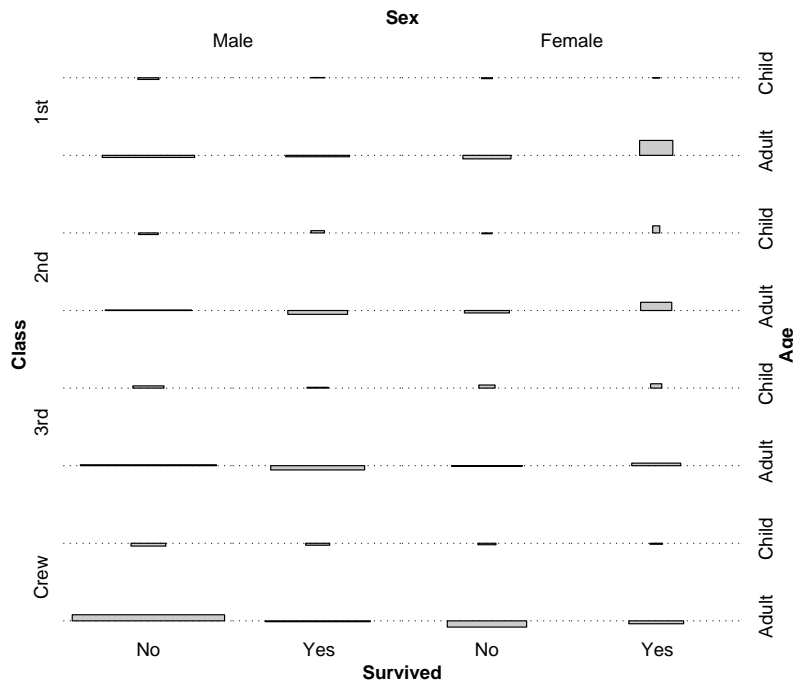 Sex
Male Female
Class
1st
2nd
3rd
Crew
Child
Adult
Child
Adult
Child
Adult
Child
Adult
Age
No Yes No Yes
Survived